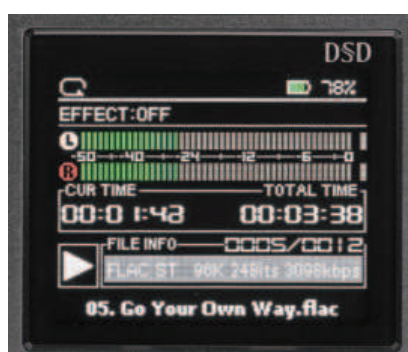 DSD
78%
EFFECT:OFF
L
-50 -40 -24 -12 -6 -0
R
CUR TIME TOTAL TIME
00:01:42 00:03:38
FILE INFO 0005/0012
FLAC ST 96K 24Bits 3098kbps
05. Go Your Own Way.flac